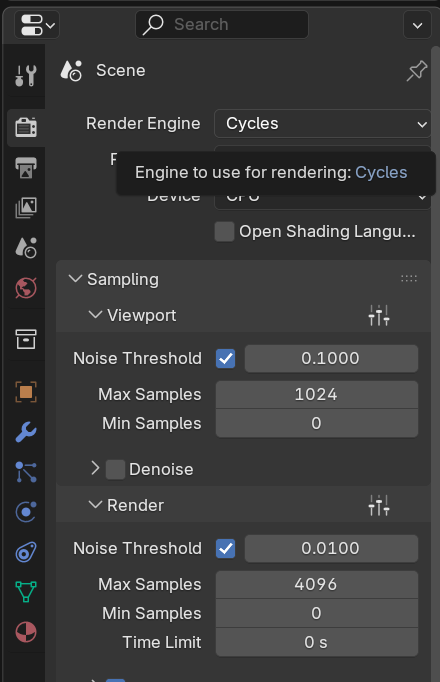 Search
Scene
Render Engine Cycles
Engine to use for rendering: Cycles
Device CPU
Open Shading Langu...
Sampling
Viewport
Noise Threshold 0.1000
Max Samples 1024
Min Samples 0
Denoise
Render
Noise Threshold 0.0100
Max Samples 4096
Min Samples 0
Time Limit 0 s